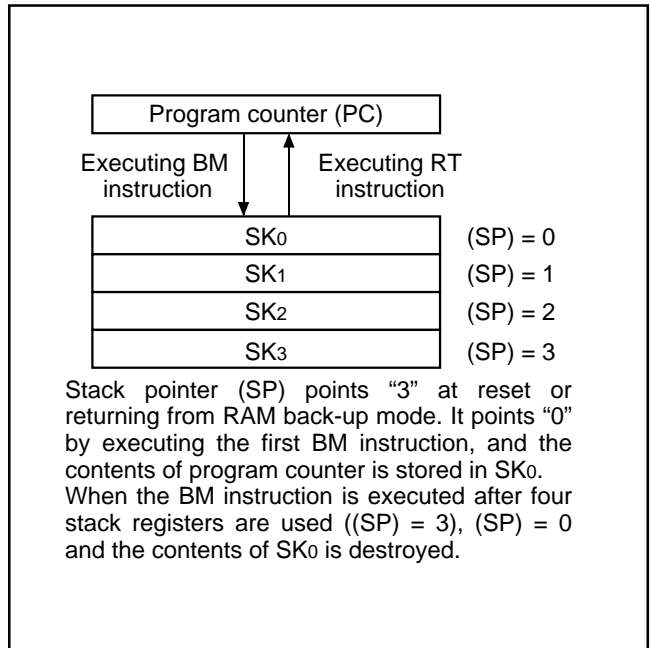 Program counter (PC)
Executing BM
instruction
Executing RT
instruction
SK0
(SP) = 0
SK1
(SP) = 1
SK2
(SP) = 2
SK3
(SP) = 3
Stack pointer (SP) points “3” at reset or
returning from RAM back-up mode. It points “0”
by executing the first BM instruction, and the
contents of program counter is stored in SK0.
When the BM instruction is executed after four
stack registers are used ((SP) = 3), (SP) = 0
and the contents of SK0 is destroyed.